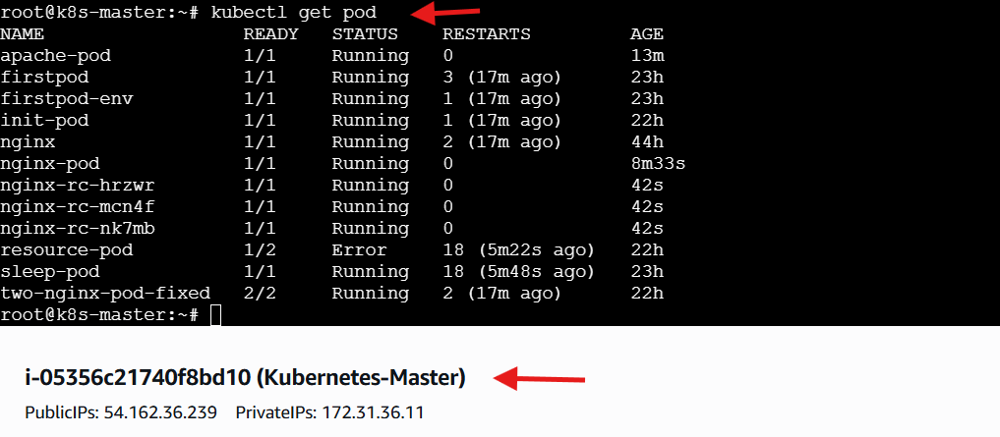 root@k8s-master:~# kubectl get pod
NAME READY STATUS RESTARTS AGE
apache-pod 1/1 Running 0 13m
firstpod 1/1 Running 3 (17m ago) 23h
firstpod-env 1/1 Running 1 (17m ago) 23h
init-pod 1/1 Running 1 (17m ago) 22h
nginx 1/1 Running 2 (17m ago) 44h
nginx-pod 1/1 Running 0 8m33s
nginx-rc-hrzwr 1/1 Running 0 42s
nginx-rc-mcn4f 1/1 Running 0 42s
nginx-rc-nk7mb 1/1 Running 0 42s
resource-pod 1/2 Error 18 (5m22s ago) 22h
sleep-pod 1/1 Running 18 (5m48s ago) 23h
two-nginx-pod-fixed 2/2 Running 2 (17m ago) 22h
root@k8s-master:~#
i-05356c21740f8bd10 (Kubernetes-Master)
PublicIPs: 54.162.36.239 PrivateIPs: 172.31.36.11